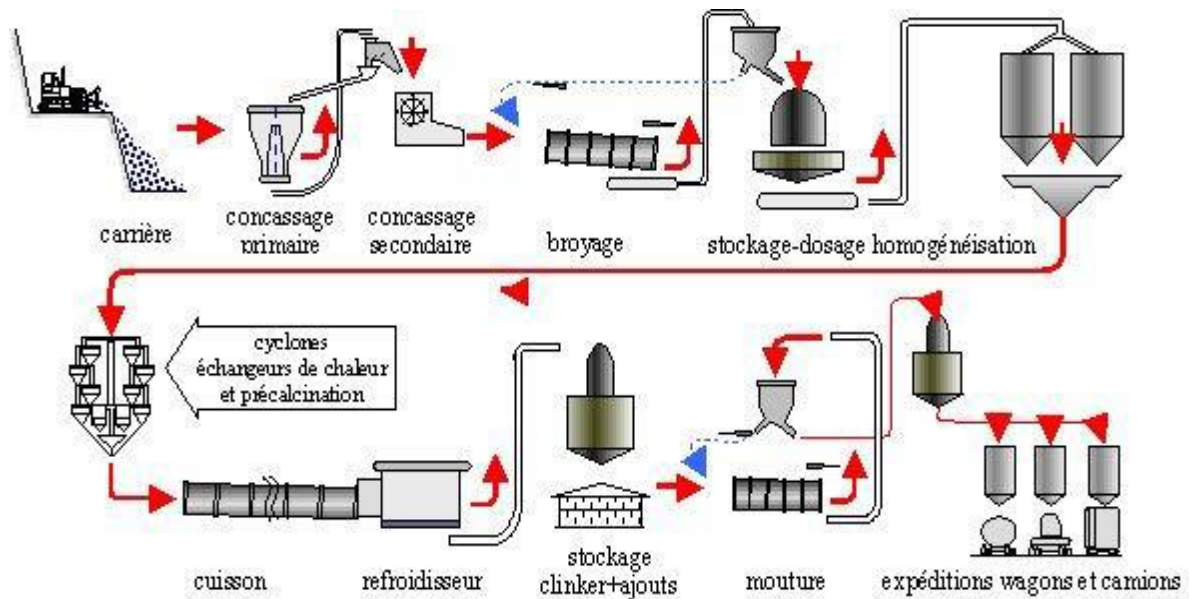 carrière
concassage
primaire
concassage
secondaire
broyage
stockage-dosage homogénéisation
cyclones
échangeurs de chaleur
et précalcination
cuisson
refroidisseur
stockage
clinker+ajouts
mouture
expéditions wagons et camions